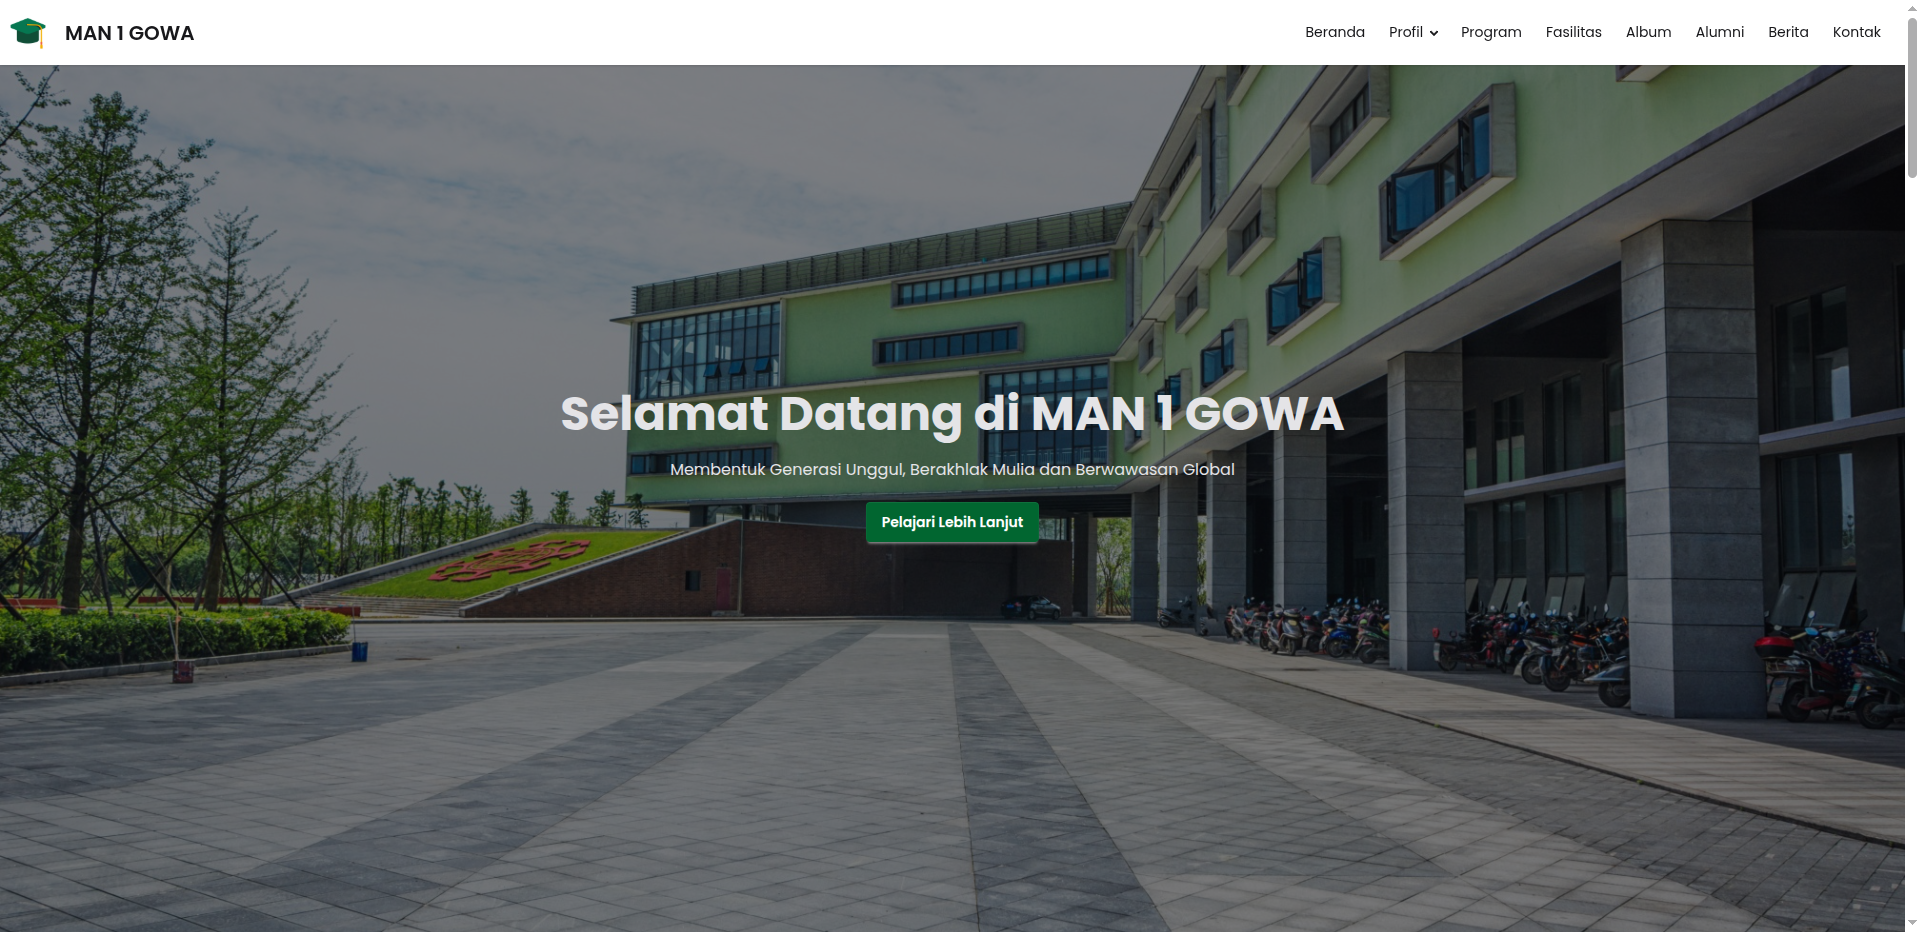 MAN 1 GOWA
Beranda Profil Program Fasilitas Album Alumni Berita Kontak
Selamat Datang di MAN 1 GOWA
Membentuk Generasi Unggul, Berakhlak Mulia dan Berwawasan Global
Pelajari Lebih Lanjut